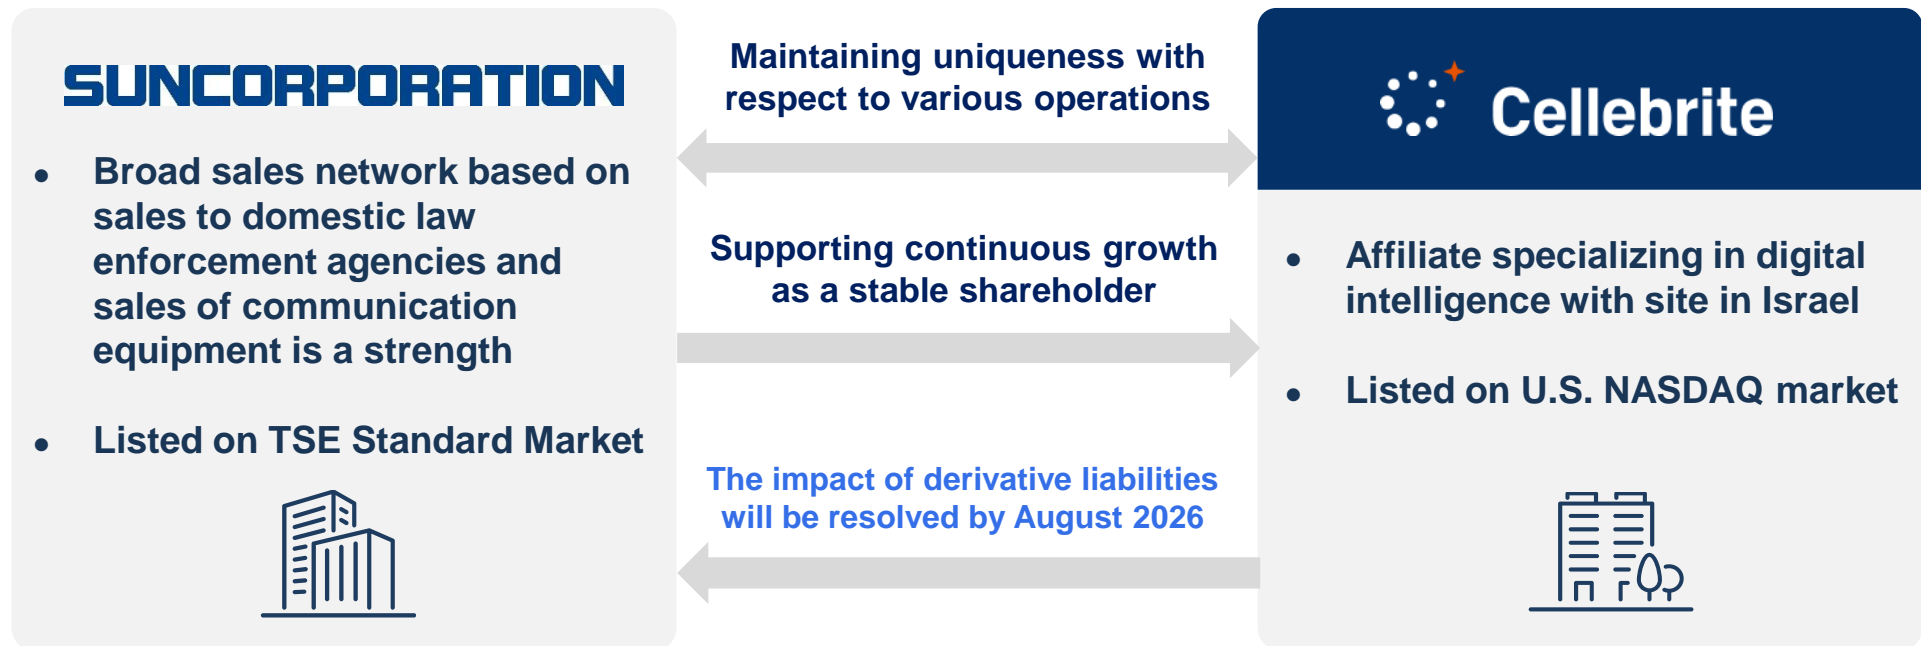 SUNCORPORATION
● Broad sales network based on
sales to domestic law
enforcement agencies and
sales of communication
equipment is a strength
● Listed on TSE Standard Market
Maintaining uniqueness with
respect to various operations
Supporting continuous growth
as a stable shareholder
The impact of derivative liabilities
will be resolved by August 2026
Cellebrite
● Affiliate specializing in digital
intelligence with site in Israel
● Listed on U.S. NASDAQ market